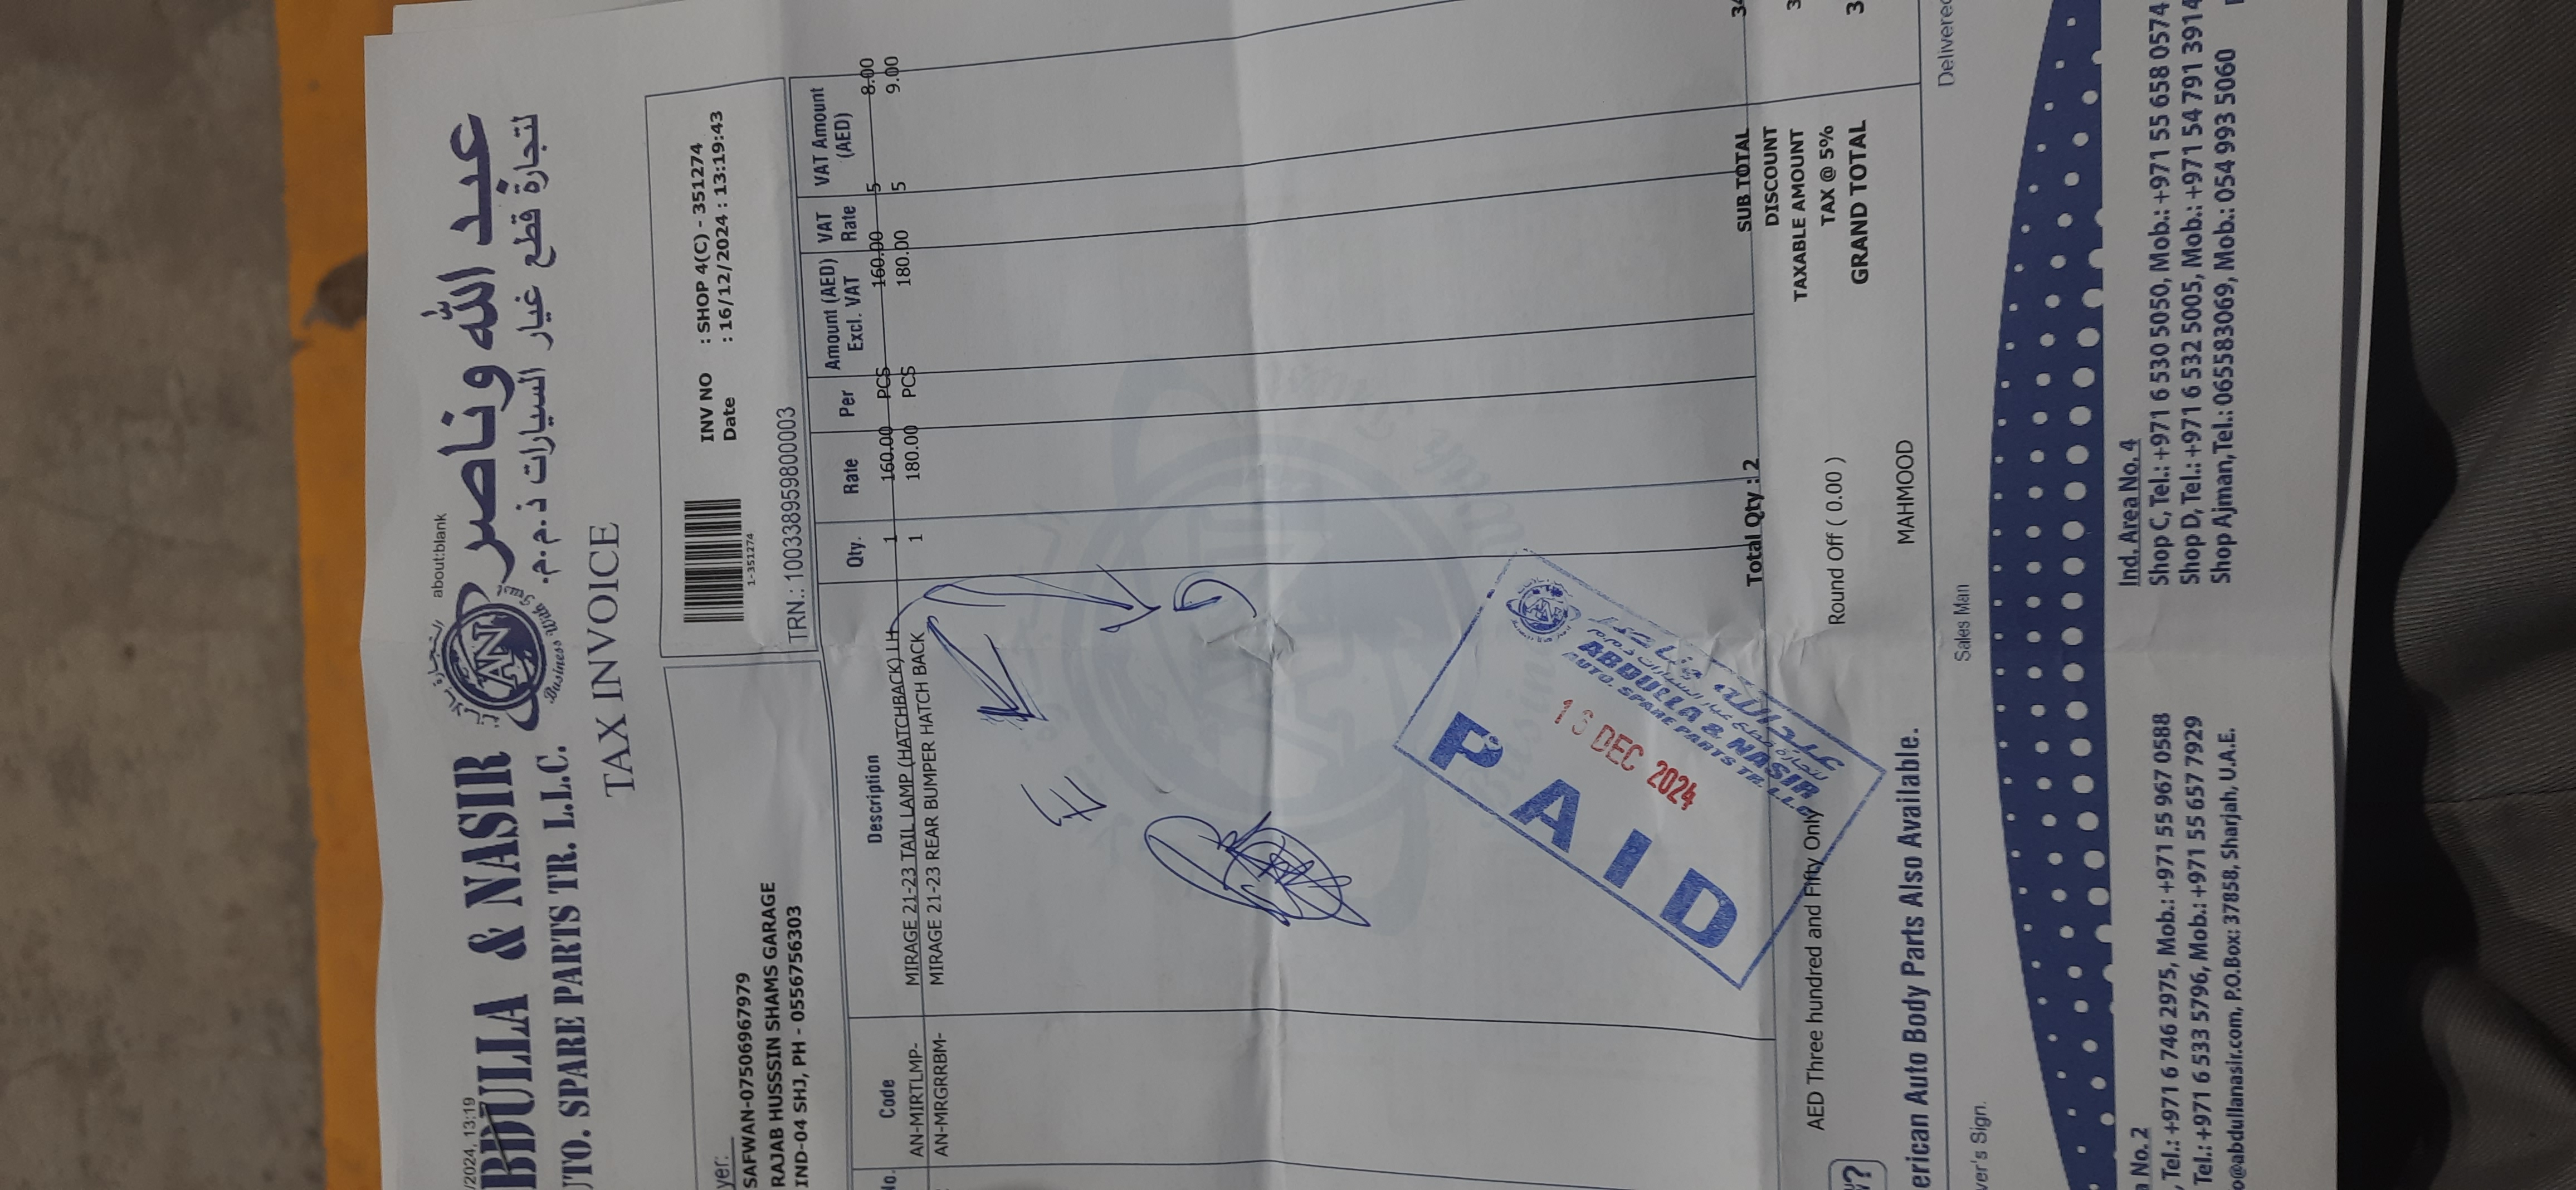 /2024, 13:19
about:blank
BDULLA & NASIR
عبد الله وناصر
UTO. SPARE PARTS TR. L.L.C.
لتجارة قطع غيار السيارات ذ.م.م.
AN
Business With Trust
TAX INVOICE
yer:
SAFWAN-0750696​7979
RAJAB HUSSSIN SHAMS GARAGE
IND-04 SHJ, PH - 0556756303
1-351274
INV NO : SHOP 4(C) - 351274
Date : 16/12/2024 : 13:19:43
TRN.: 100338959800003
No. Code Description Qty. Rate Per Amount (AED) Excl. VAT VAT Rate VAT Amount (AED)
AN-MIRTLMP- MIRAGE 21-23 TAIL LAMP (HATCHBACK) LH 1 160.00 PCS 160.00 5 8.00
AN-MRGRRBM- MIRAGE 21-23 REAR BUMPER HATCH BACK 1 180.00 PCS 180.00 5 9.00
عبدالله وناصر
ABDULLA & NASIR
AUTO. SPARE PARTS TR. L.L.C
DEC 2024
PAID
Total Qty : 2
SUB TOTAL 34
DISCOUNT
TAXABLE AMOUNT 3
TAX @ 5%
GRAND TOTAL 3
AED Three hundred and Fifty Only
Round Off ( 0.00 )
MAHMOOD
erican Auto Body Parts Also Available.
ver's Sign.
Sales Man
Delivered
No. 2
, Tel.: +971 6 746 2975, Mob.: +971 55 967 0588
Tel.: +971 6 533 5796, Mob.: +971 55 657 7929
o@abdullanasir.com, P.O.Box: 37858, Sharjah, U.A.E.
Ind. Area No. 4
Shop C, Tel.: +971 6 530 5050, Mob.: +971 55 658 0574
Shop D, Tel.: +971 6 532 5005, Mob.: +971 54 791 3914
Shop Ajman, Tel.: 065583069, Mob.: 054 993 5060